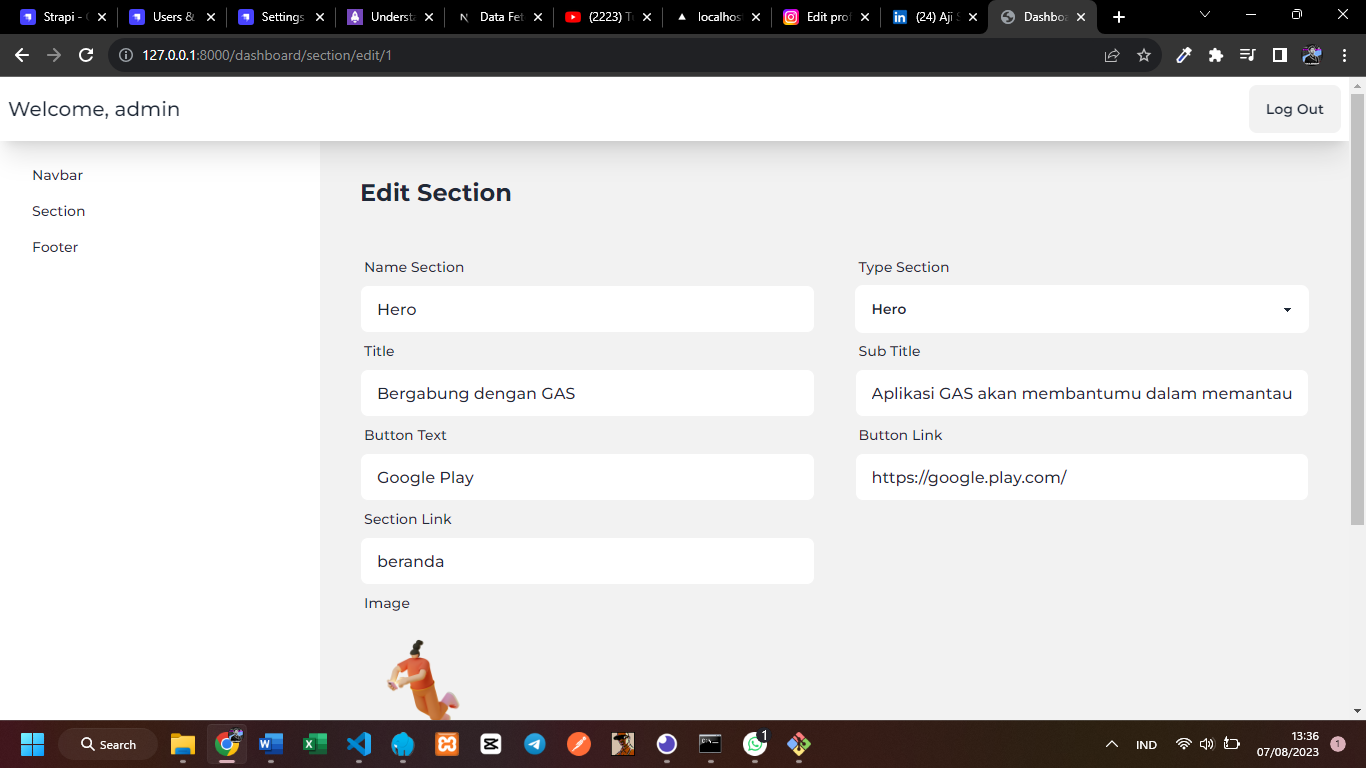 Strapi - C
Users &
Settings
Understa
Data Fet
(2223) T
localhos
Edit prof
(24) Aji S
Dashboa
127.0.0.1:8000/dashboard/section/edit/1
Welcome, admin
Log Out
Navbar
Section
Footer
Edit Section
Name Section
Type Section
Hero
Hero
Title
Sub Title
Bergabung dengan GAS
Aplikasi GAS akan membantumu dalam memantau
Button Text
Button Link
Google Play
https://google.play.com/
Section Link
beranda
Image
Search
1
IND
13:36
07/08/2023
1